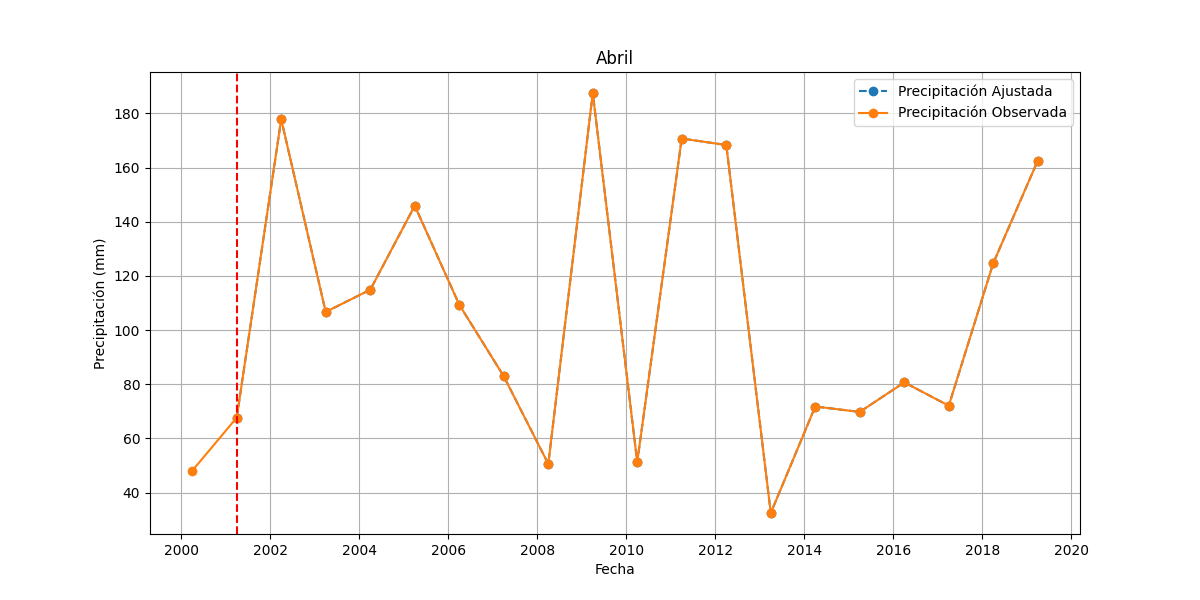 Abril
Precipitación Ajustada
Precipitación Observada
Precipitación (mm)
180
160
140
120
100
80
60
40
2000 2002 2004 2006 2008 2010 2012 2014 2016 2018 2020
Fecha